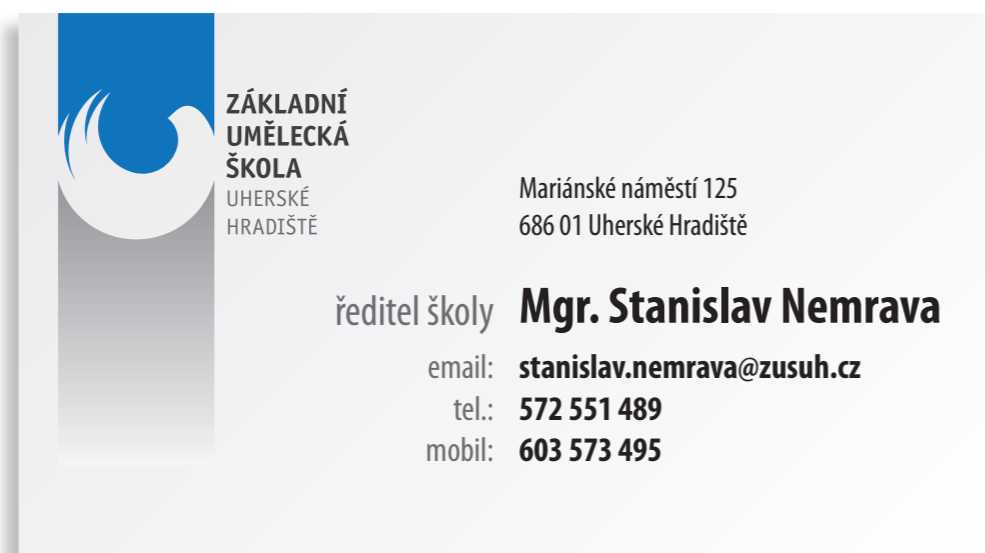 ZÁKLADNÍ
UMĚLECKÁ
ŠKOLA
UHERSKÉ
HRADIŠTĚ
Mariánské náměstí 125
686 01 Uherské Hradiště
ředitel školy Mgr. Stanislav Nemrava
email: stanislav.nemrava@zusuh.cz
tel.: 572 551 489
mobil: 603 573 495